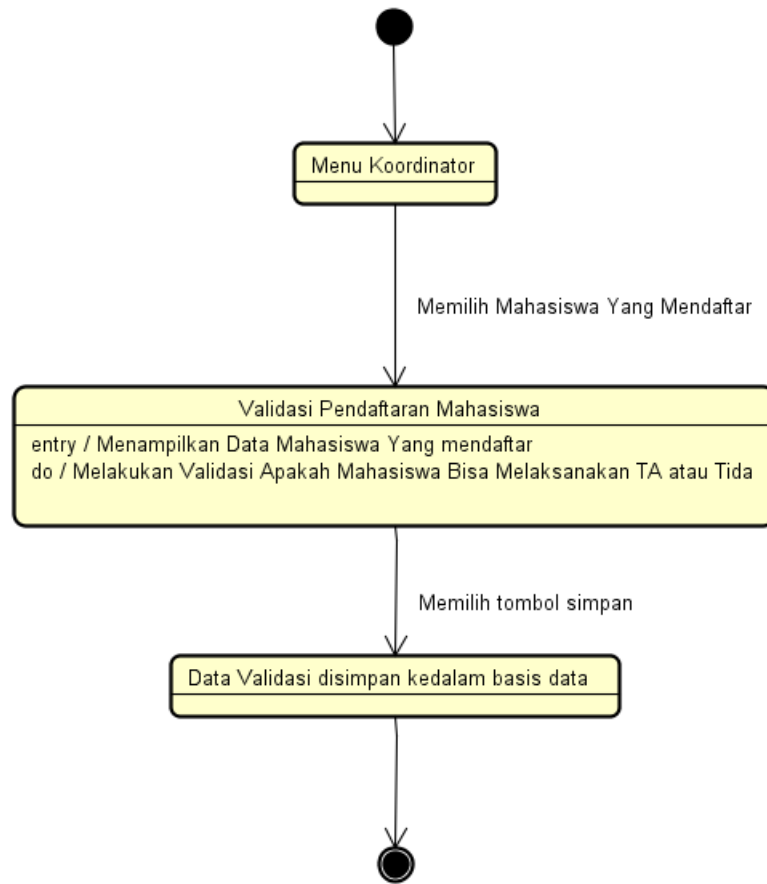 Menu Koordinator
Memilih Mahasiswa Yang Mendaftar
Validasi Pendaftaran Mahasiswa
entry / Menampilkan Data Mahasiswa Yang mendaftar
do / Melakukan Validasi Apakah Mahasiswa Bisa Melaksanakan TA atau Tida
Memilih tombol simpan
Data Validasi disimpan kedalam basis data